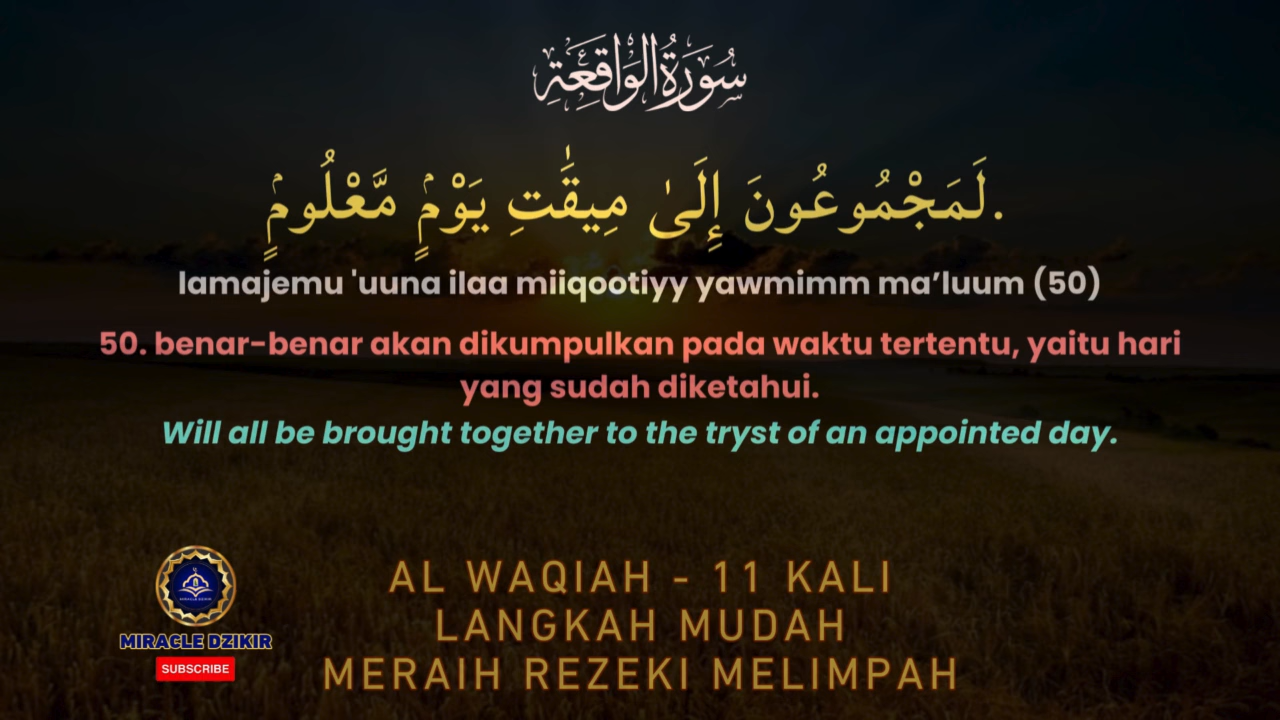 سُورَةُ الوَاقِعَةِ
لَمَجْمُوعُونَ إِلَىٰ مِيقَٰتِ يَوْمٍۢ مَّعْلُومٍۢ.
lamajemu 'uuna ilaa miiqootiyy yawmimm ma’luum (50)
50. benar-benar akan dikumpulkan pada waktu tertentu, yaitu hari
yang sudah diketahui.
Will all be brought together to the tryst of an appointed day.
AL WAQIAH - 11 KALI
LANGKAH MUDAH
MERAIH REZEKI MELIMPAH
MIRACLE DZIKIR
MIRACLE DZIKIR
SUBSCRIBE